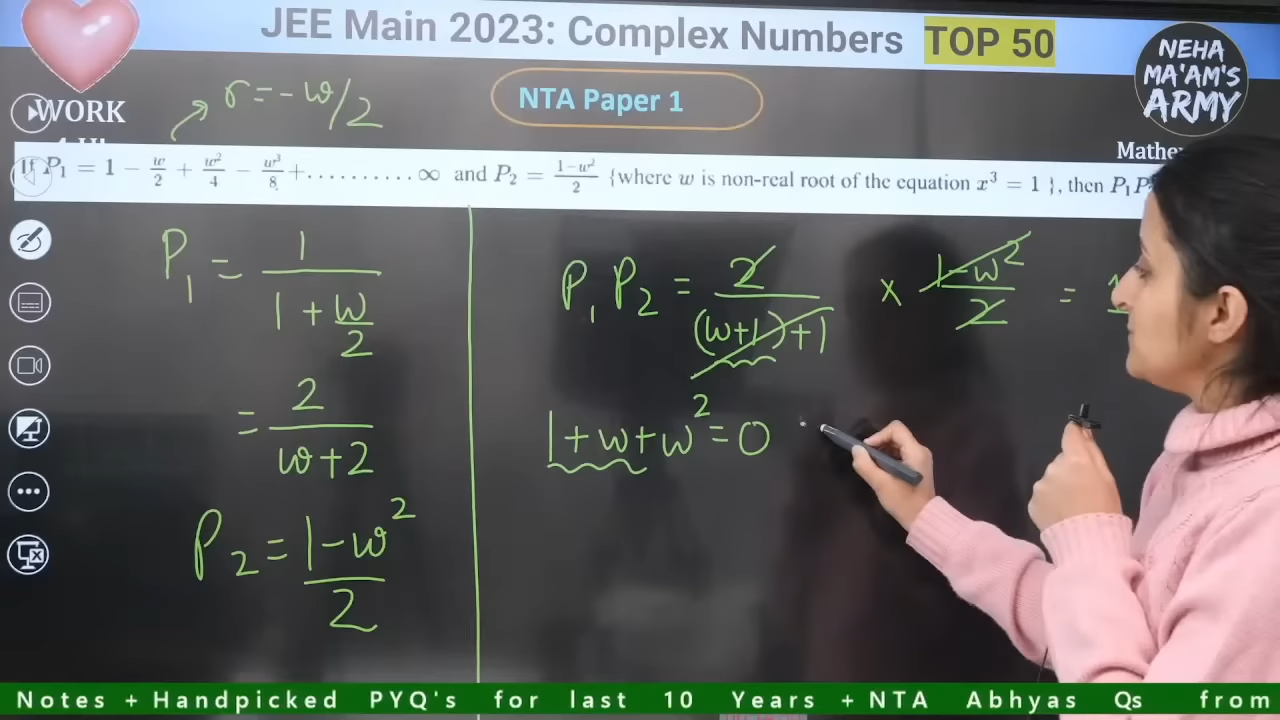 JEE Main 2023: Complex Numbers TOP 50
NEHA
MA'AM'S
ARMY
WORK
r = -w/2
NTA Paper 1
If P₁ = 1 − w/2 + w²/4 − w³/8 +..........∞ and P₂ = 1−w²/2 {where w is non-real root of the equation x³ = 1 }, then P₁P
P₁ = 1/(1 + w/2)
= 2/(w+2)
P₂ = (1-w²)/2
P₁P₂ = 2/((w+1)+1) × (1-w²)/2 =
1+w+w²=0
Notes + Handpicked PYQ's for last 10 Years + NTA Abhyas Qs from